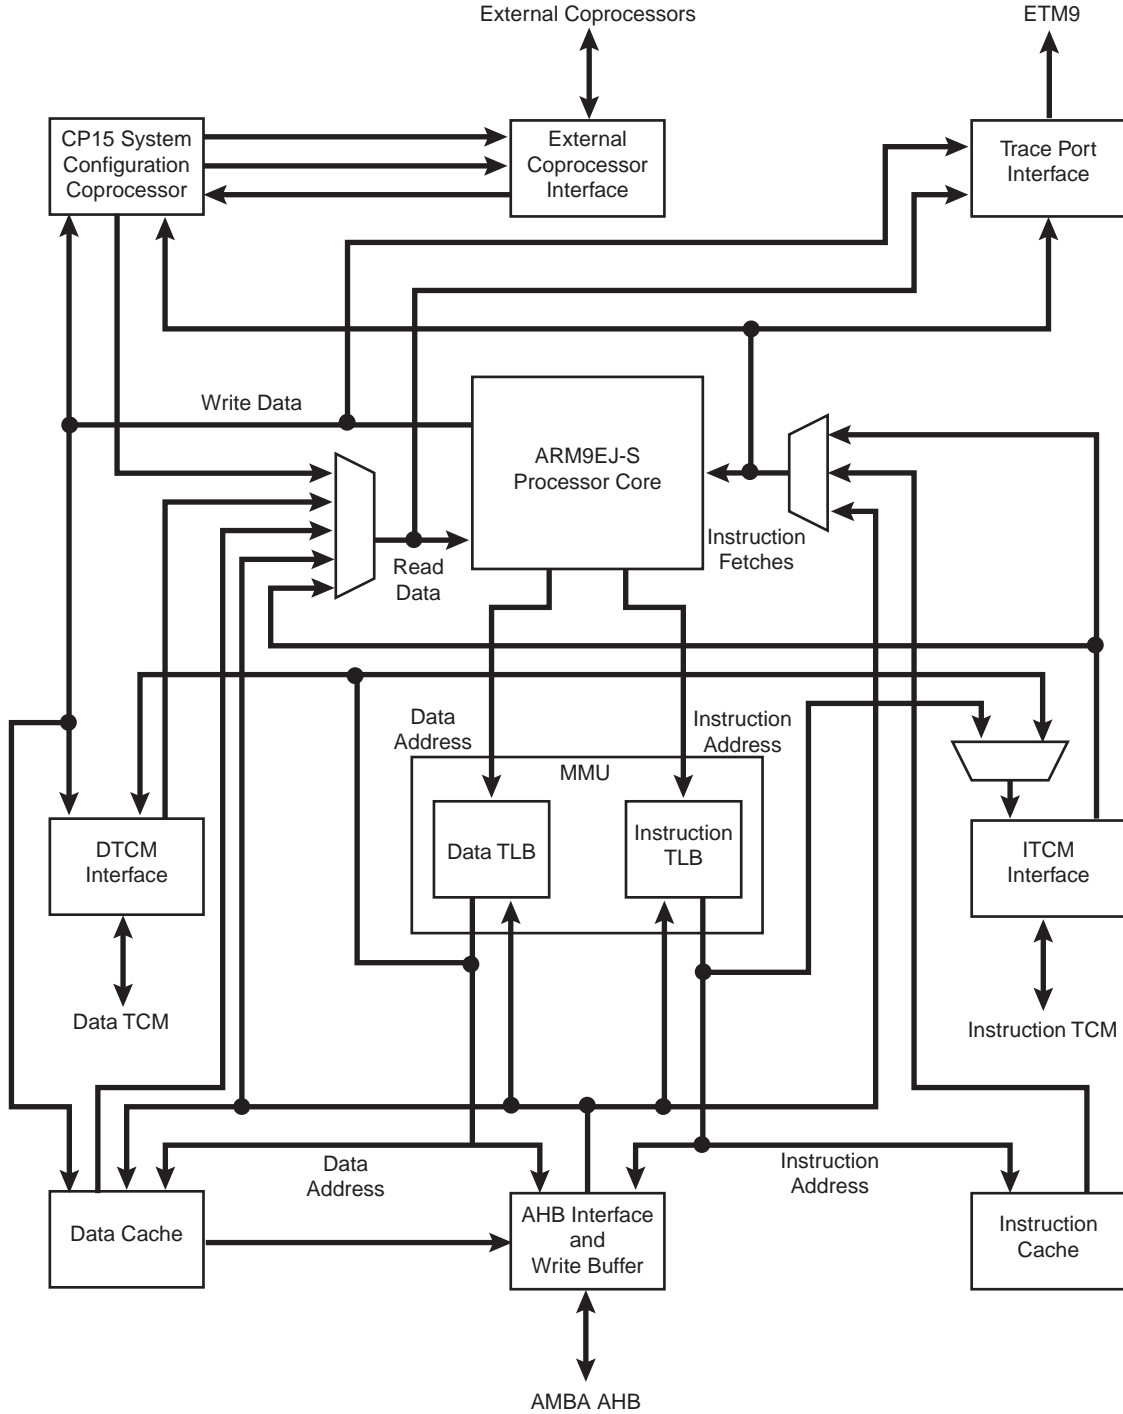 External Coprocessors
ETM9
CP15 System
Configuration
Coprocessor
External
Coprocessor
Interface
Trace Port
Interface
Write Data
ARM9EJ-S
Processor Core
Read
Data
Instruction
Fetches
Data
Address
Instruction
Address
MMU
Data TLB
Instruction
TLB
DTCM
Interface
ITCM
Interface
Data TCM
Instruction TCM
Data
Address
Instruction
Address
Data Cache
AHB Interface
and
Write Buffer
Instruction
Cache
AMBA AHB